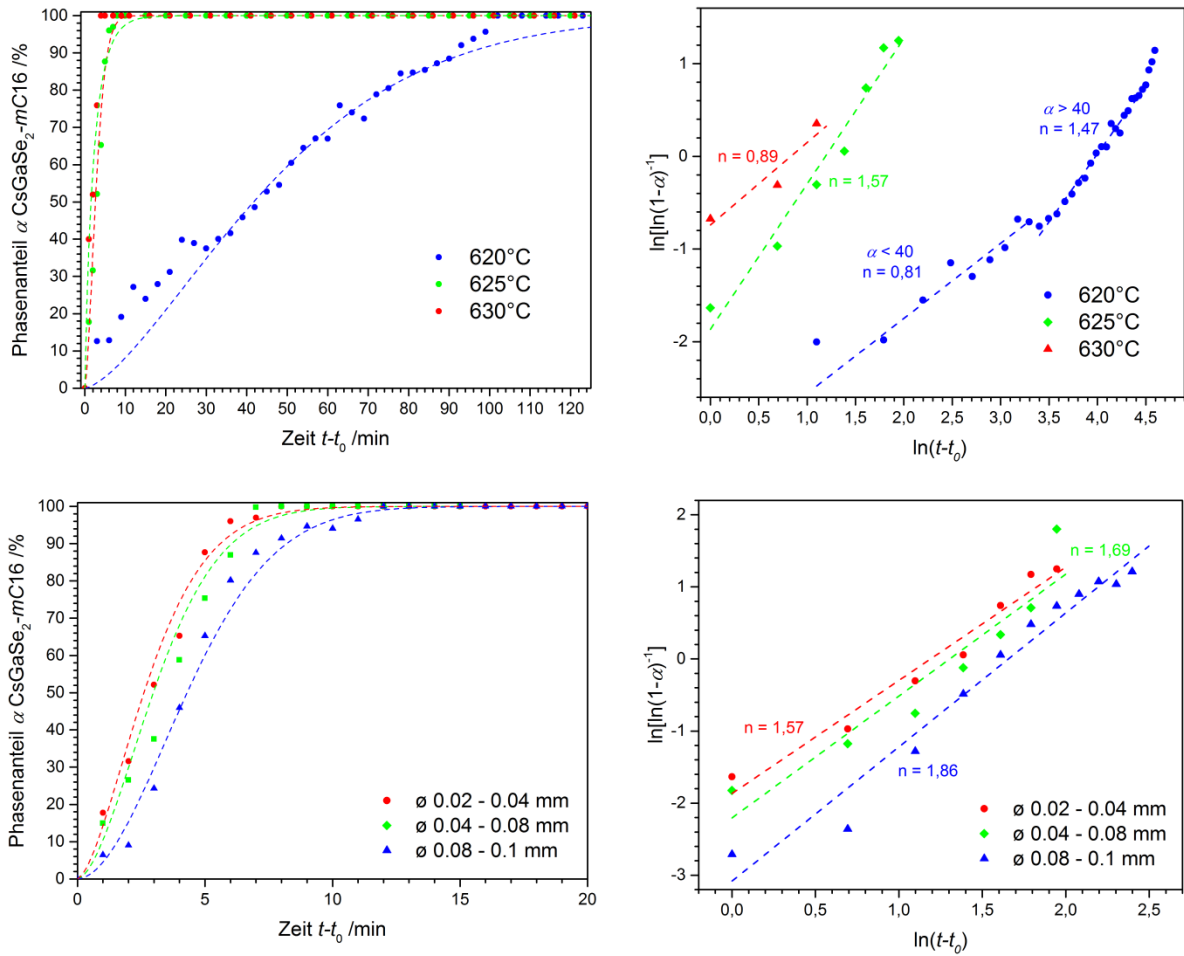 Phasenanteil α CsGaSe2-mC16 /%
100
90
80
70
60
50
40
30
20
10
0
620°C
625°C
630°C
0 10 20 30 40 50 60 70 80 90 100 110 120
Zeit t-t0 /min
ln[ln(1-α)-1]
1
0
-1
-2
α > 40
n = 1,47
n = 0,89
n = 1,57
α < 40
n = 0,81
620°C
625°C
630°C
0,0 0,5 1,0 1,5 2,0 2,5 3,0 3,5 4,0 4,5
ln(t-t0)
Phasenanteil α CsGaSe2-mC16 /%
100
90
80
70
60
50
40
30
20
10
0
ø 0.02 - 0.04 mm
ø 0.04 - 0.08 mm
ø 0.08 - 0.1 mm
0 5 10 15 20
Zeit t-t0 /min
ln[ln(1-α)-1]
2
1
0
-1
-2
-3
n = 1,69
n = 1,57
n = 1,86
ø 0.02 - 0.04 mm
ø 0.04 - 0.08 mm
ø 0.08 - 0.1 mm
0,0 0,5 1,0 1,5 2,0 2,5
ln(t-t0)